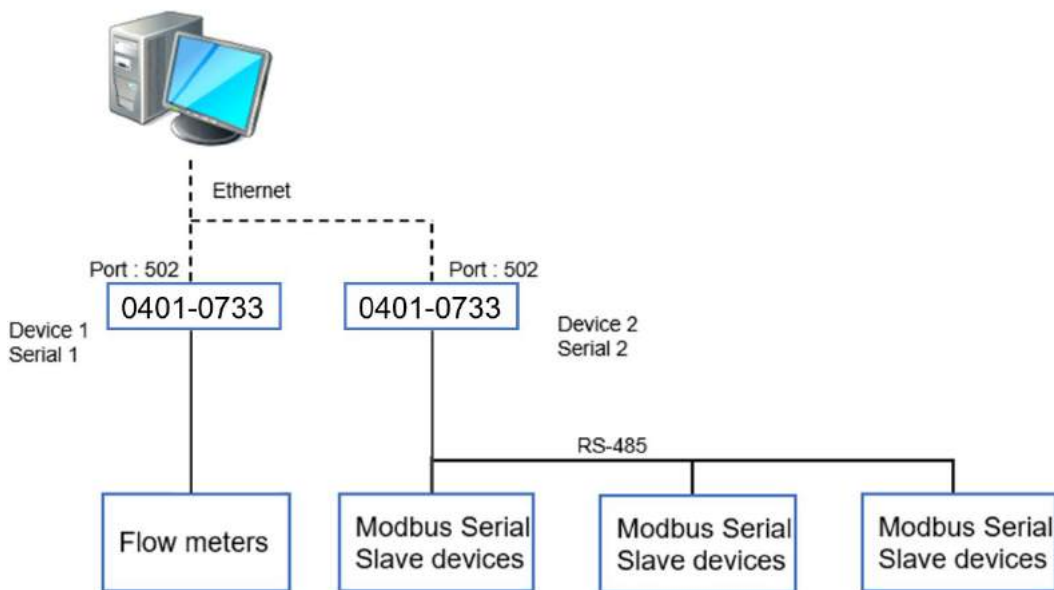 Ethernet
Port : 502
Port : 502
0401-0733
0401-0733
Device 1
Serial 1
Device 2
Serial 2
RS-485
Flow meters
Modbus Serial
Slave devices
Modbus Serial
Slave devices
Modbus Serial
Slave devices